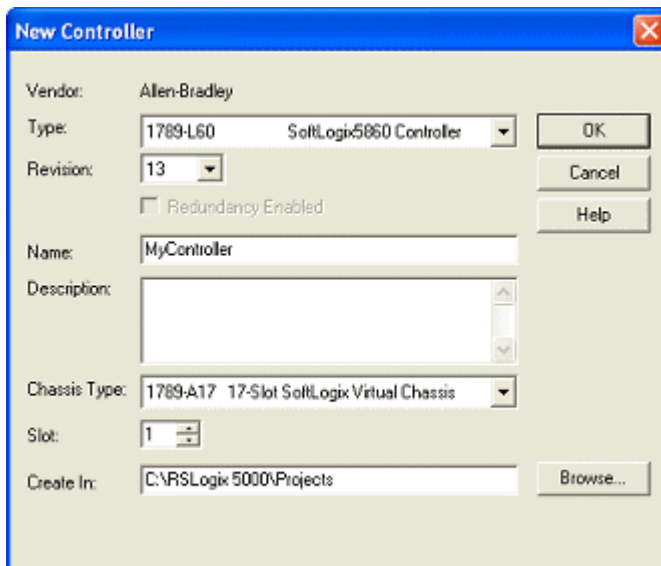 New Controller
Vendor: Allen-Bradley
Type: 1789-L60 SoftLogix5860 Controller OK
Revision: 13 Cancel
Redundancy Enabled Help
Name: MyController
Description:
Chassis Type: 1789-A17 17-Slot SoftLogix Virtual Chassis
Slot: 1
Create In: C:\RSLogix 5000\Projects Browse...